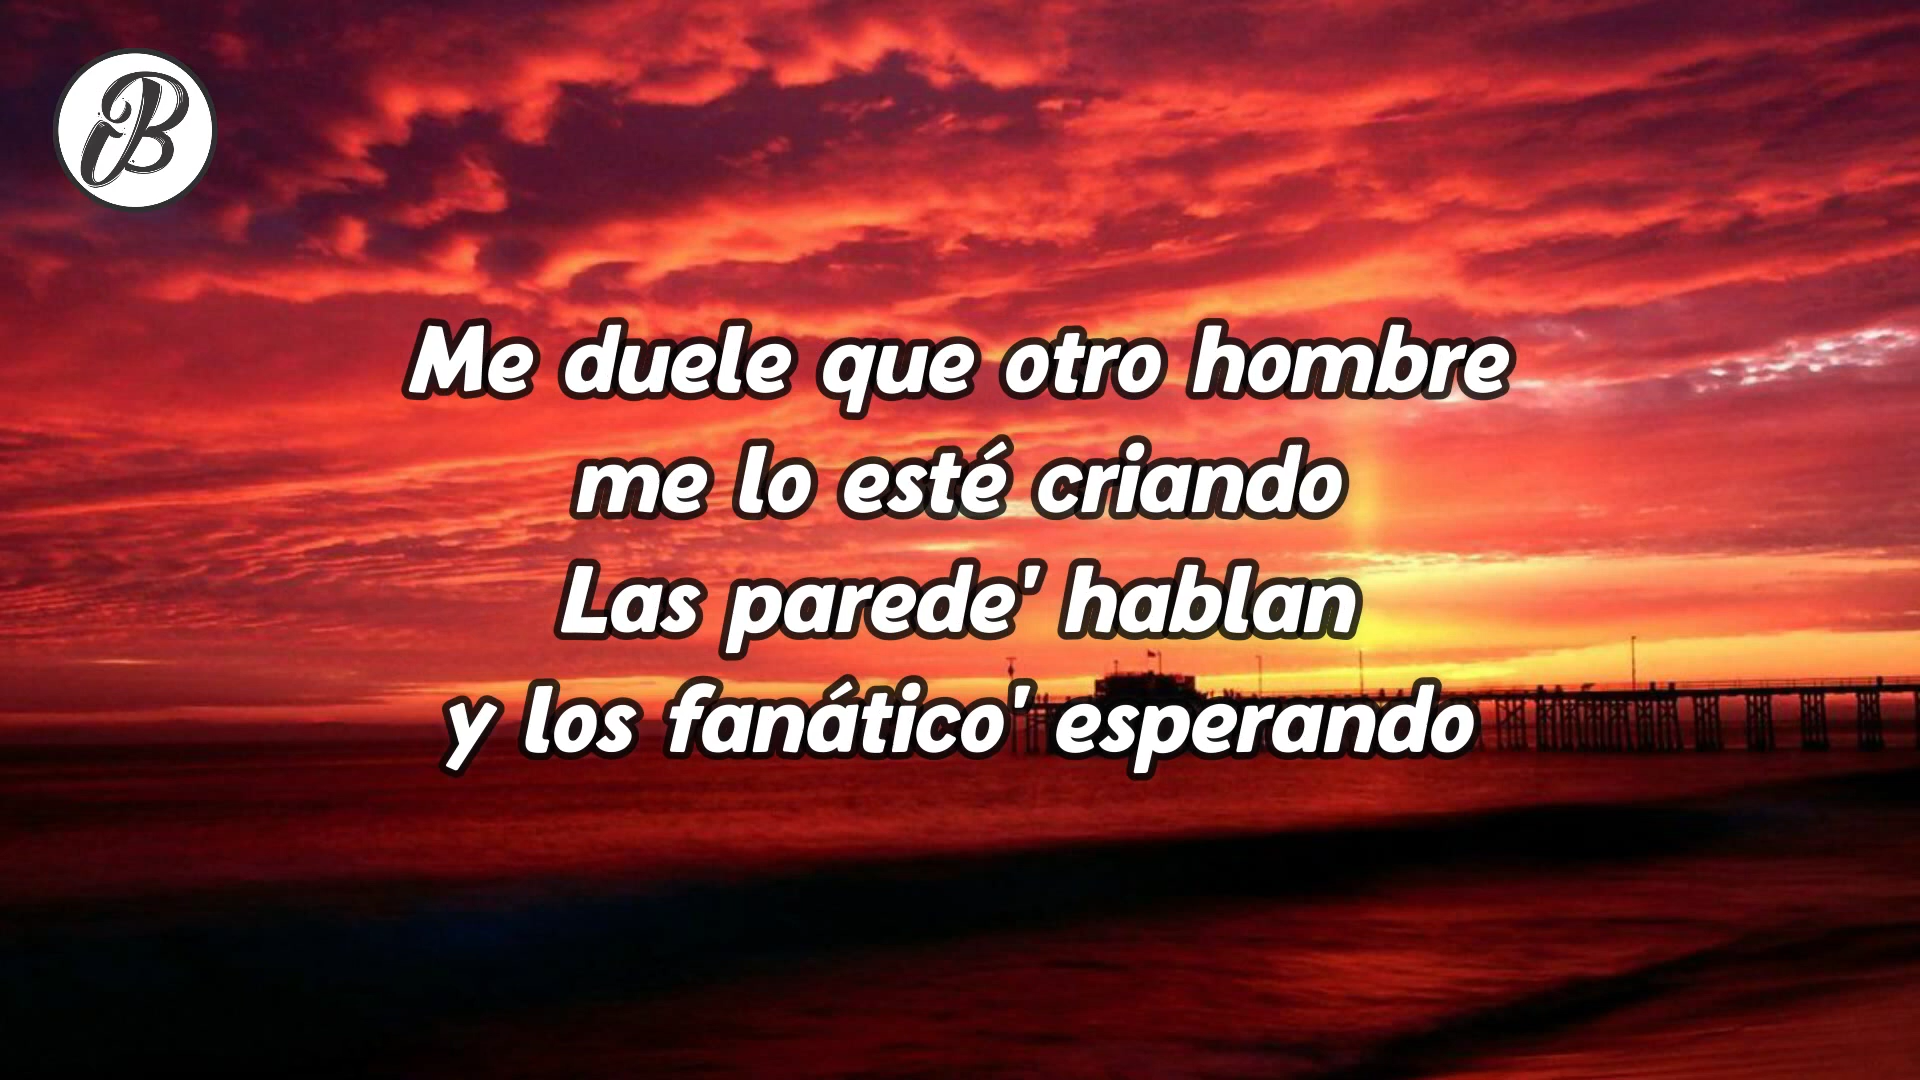 B
Me duele que otro hombre
me lo esté criando
Las parede' hablan
y los fanático' esperando